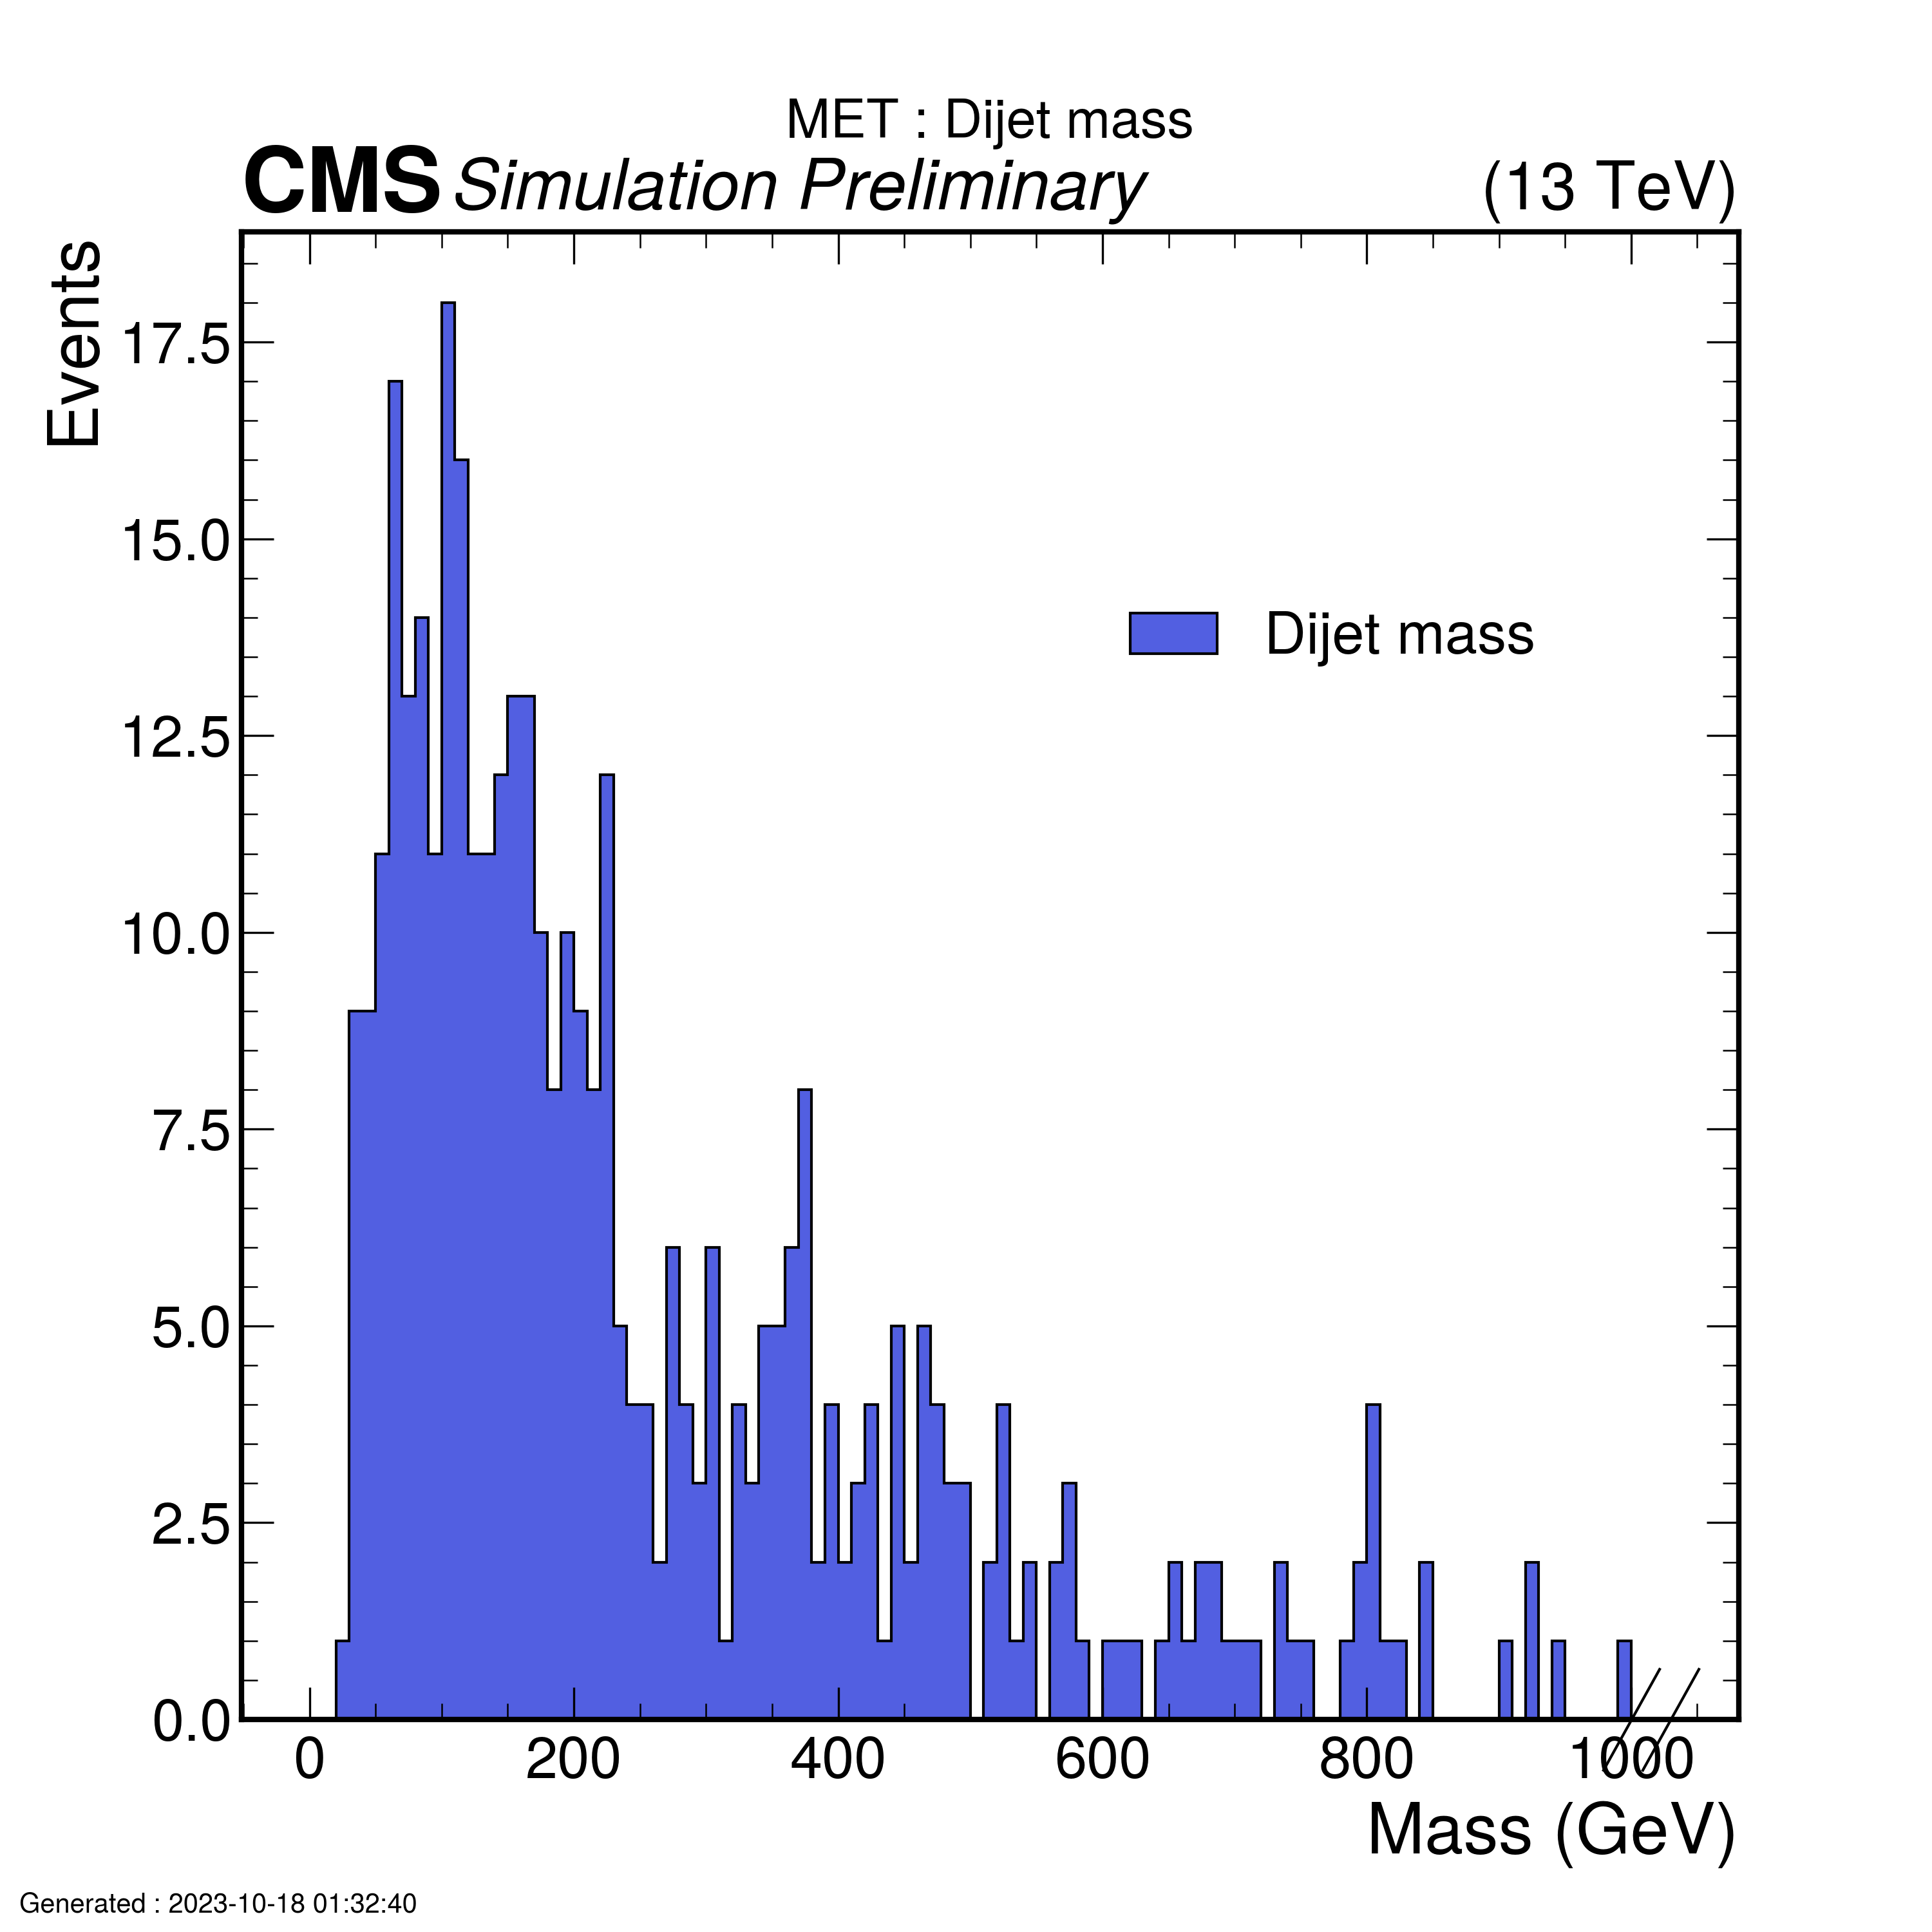 MET : Dijet mass
CMS Simulation Preliminary (13 TeV)
Events
17.5
15.0
12.5
10.0
7.5
5.0
2.5
0.0
Dijet mass
0 200 400 600 800 1000
Mass (GeV)
Generated : 2023-10-18 01:32:40